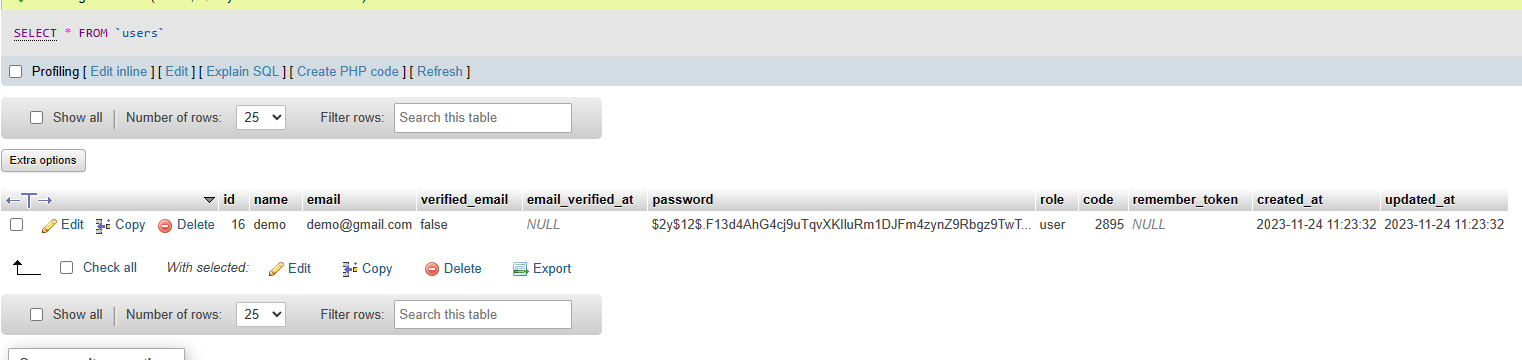 SELECT * FROM `users`
Profiling [ Edit inline ] [ Edit ] [ Explain SQL ] [ Create PHP code ] [ Refresh ]
Show all Number of rows: 25 Filter rows: Search this table
Extra options
id name email verified_email email_verified_at password role code remember_token created_at updated_at
Edit Copy Delete 16 demo demo@gmail.com false NULL $2y$12$.F13d4AhG4cj9uTqvXKlluRm1DJFm4zynZ9Rbgz9TwT... user 2895 NULL 2023-11-24 11:23:32 2023-11-24 11:23:32
Check all With selected: Edit Copy Delete Export
Show all Number of rows: 25 Filter rows: Search this table